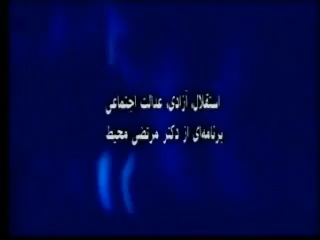 استقلال, آزادی, عدالت اجتماعی
برنامه‌ای از دکتر مرتضی محیط